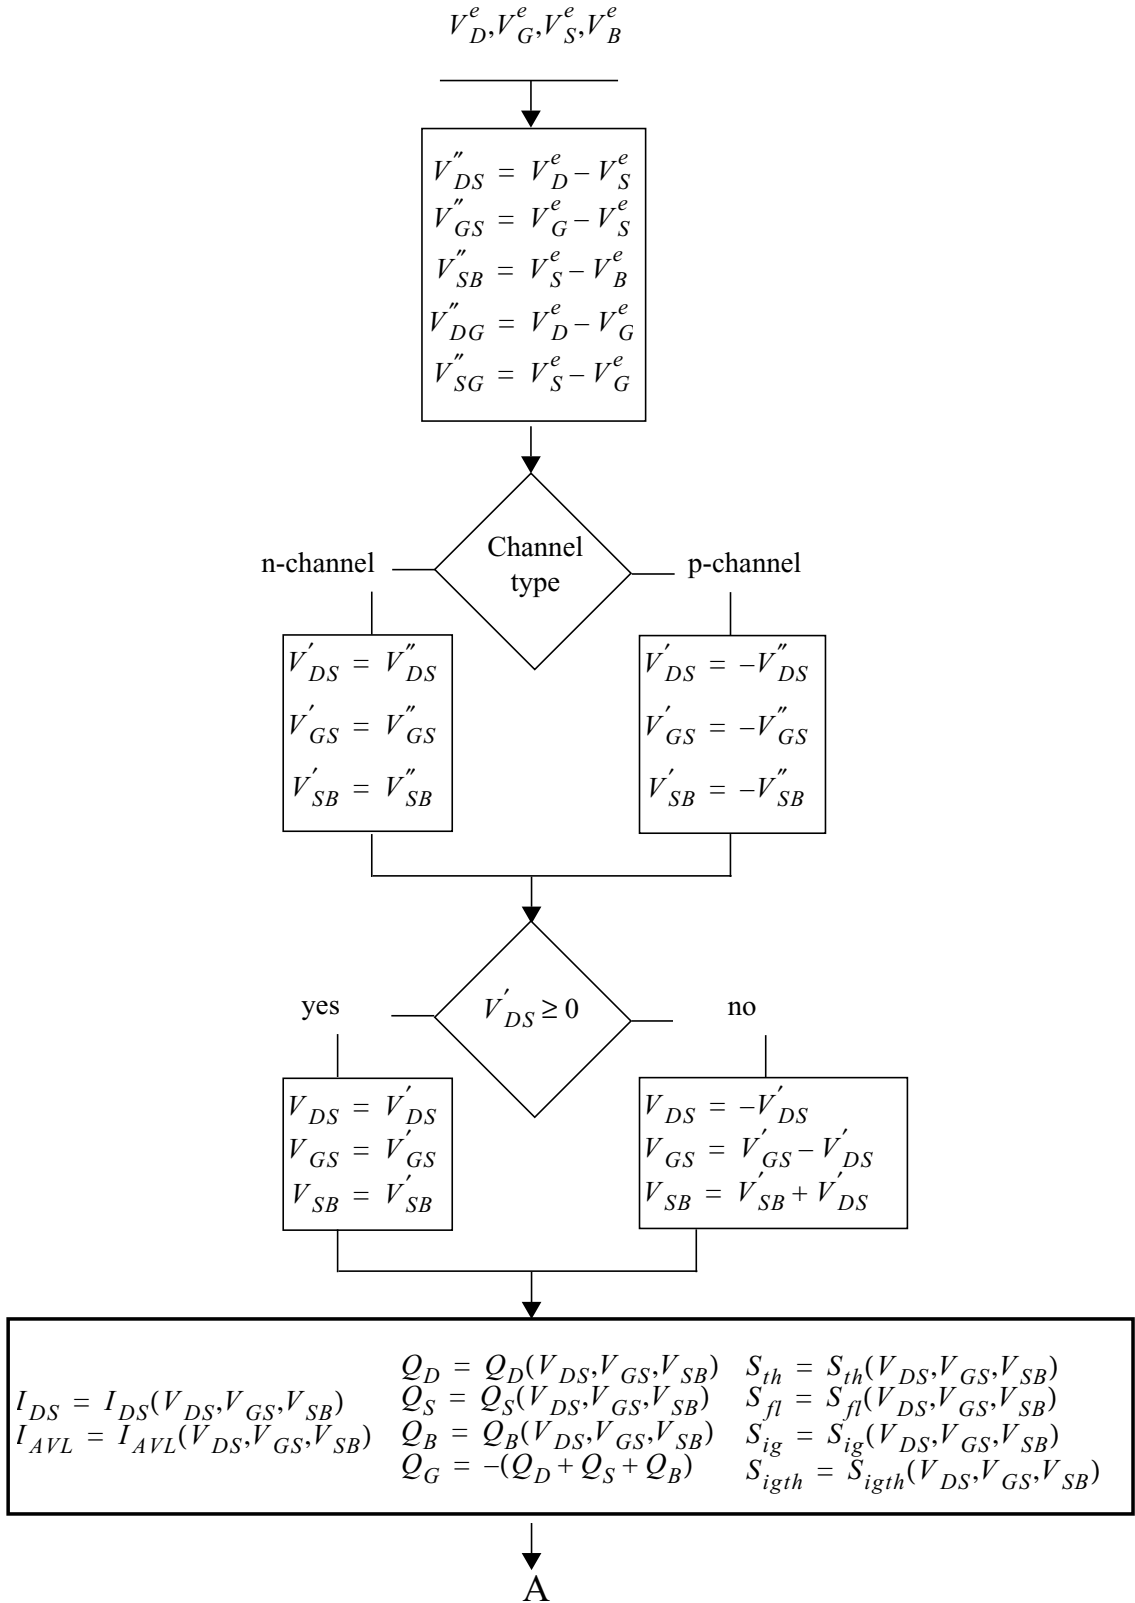 V^e_D, V^e_G, V^e_S, V^e_B
V''_DS = V^e_D – V^e_S
V''_GS = V^e_G – V^e_S
V''_SB = V^e_S – V^e_B
V''_DG = V^e_D – V^e_G
V''_SG = V^e_S – V^e_G
Channel
type
n-channel
p-channel
V'_DS = V''_DS
V'_GS = V''_GS
V'_SB = V''_SB
V'_DS = –V''_DS
V'_GS = –V''_GS
V'_SB = –V''_SB
V'_DS ≥ 0
yes
no
V_DS = V'_DS
V_GS = V'_GS
V_SB = V'_SB
V_DS = –V'_DS
V_GS = V'_GS – V'_DS
V_SB = V'_SB + V'_DS
I_DS = I_DS(V_DS,V_GS,V_SB)
I_AVL = I_AVL(V_DS,V_GS,V_SB)
Q_D = Q_D(V_DS,V_GS,V_SB)
Q_S = Q_S(V_DS,V_GS,V_SB)
Q_B = Q_B(V_DS,V_GS,V_SB)
Q_G = –(Q_D + Q_S + Q_B)
S_th = S_th(V_DS,V_GS,V_SB)
S_fl = S_fl(V_DS,V_GS,V_SB)
S_ig = S_ig(V_DS,V_GS,V_SB)
S_igth = S_igth(V_DS,V_GS,V_SB)
A